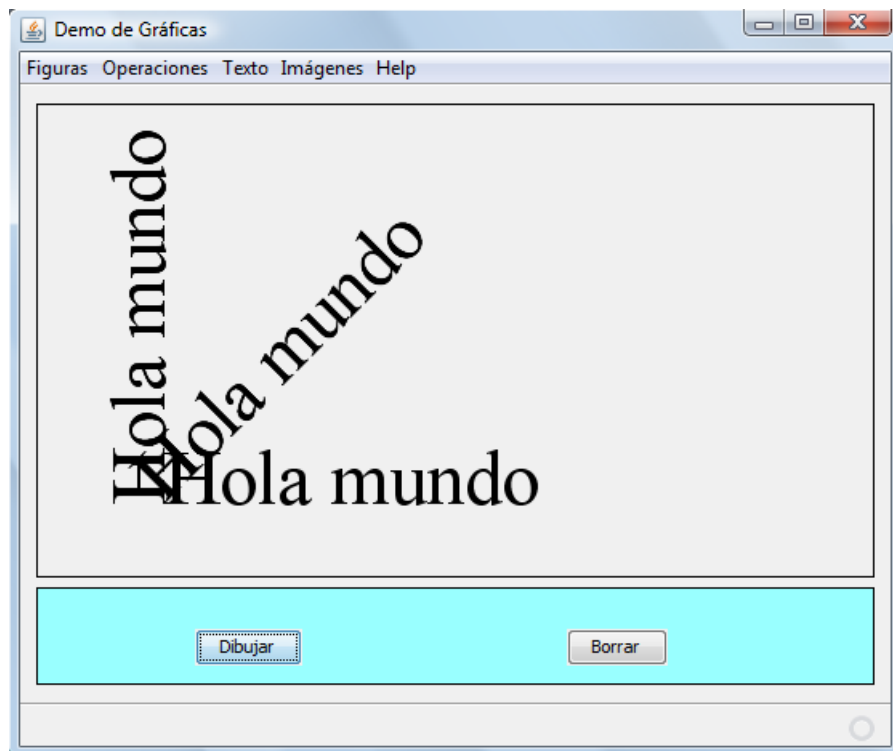 Demo de Gráficas
Figuras Operaciones Texto Imágenes Help
Hola mundo
Hola mundo
Hola mundo
Dibujar
Borrar